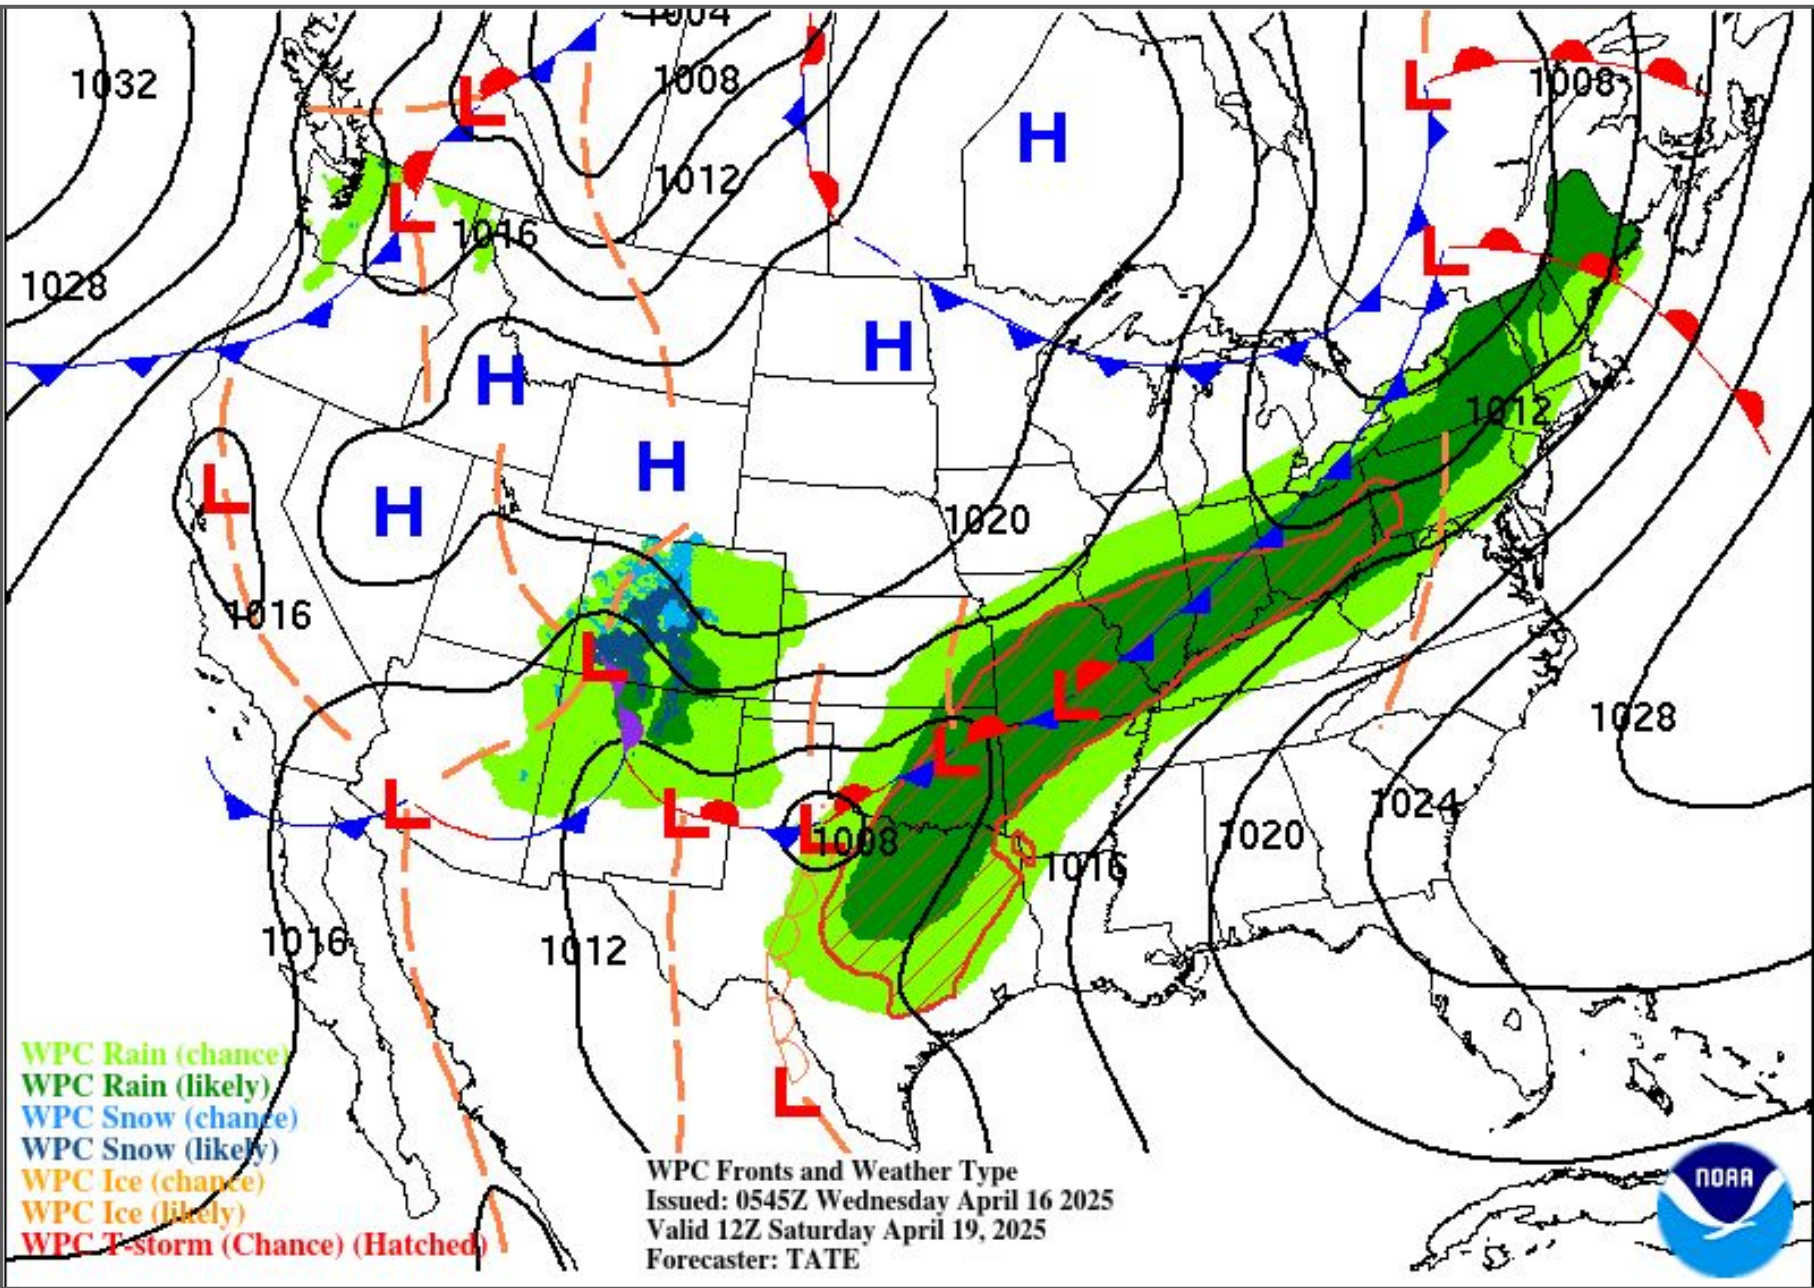 1004
1032
1008
1008
1012
1016
1028
H
H
H
H
H
L
L
L
L
L
L
L
L
L
L
L
L
L
1012
1020
1016
1028
1024
1020
1008
1016
1016
1012
WPC Rain (chance)
WPC Rain (likely)
WPC Snow (chance)
WPC Snow (likely)
WPC Ice (chance)
WPC Ice (likely)
WPC T-storm (Chance) (Hatched)
WPC Fronts and Weather Type
Issued: 0545Z Wednesday April 16 2025
Valid 12Z Saturday April 19, 2025
Forecaster: TATE
NOAA